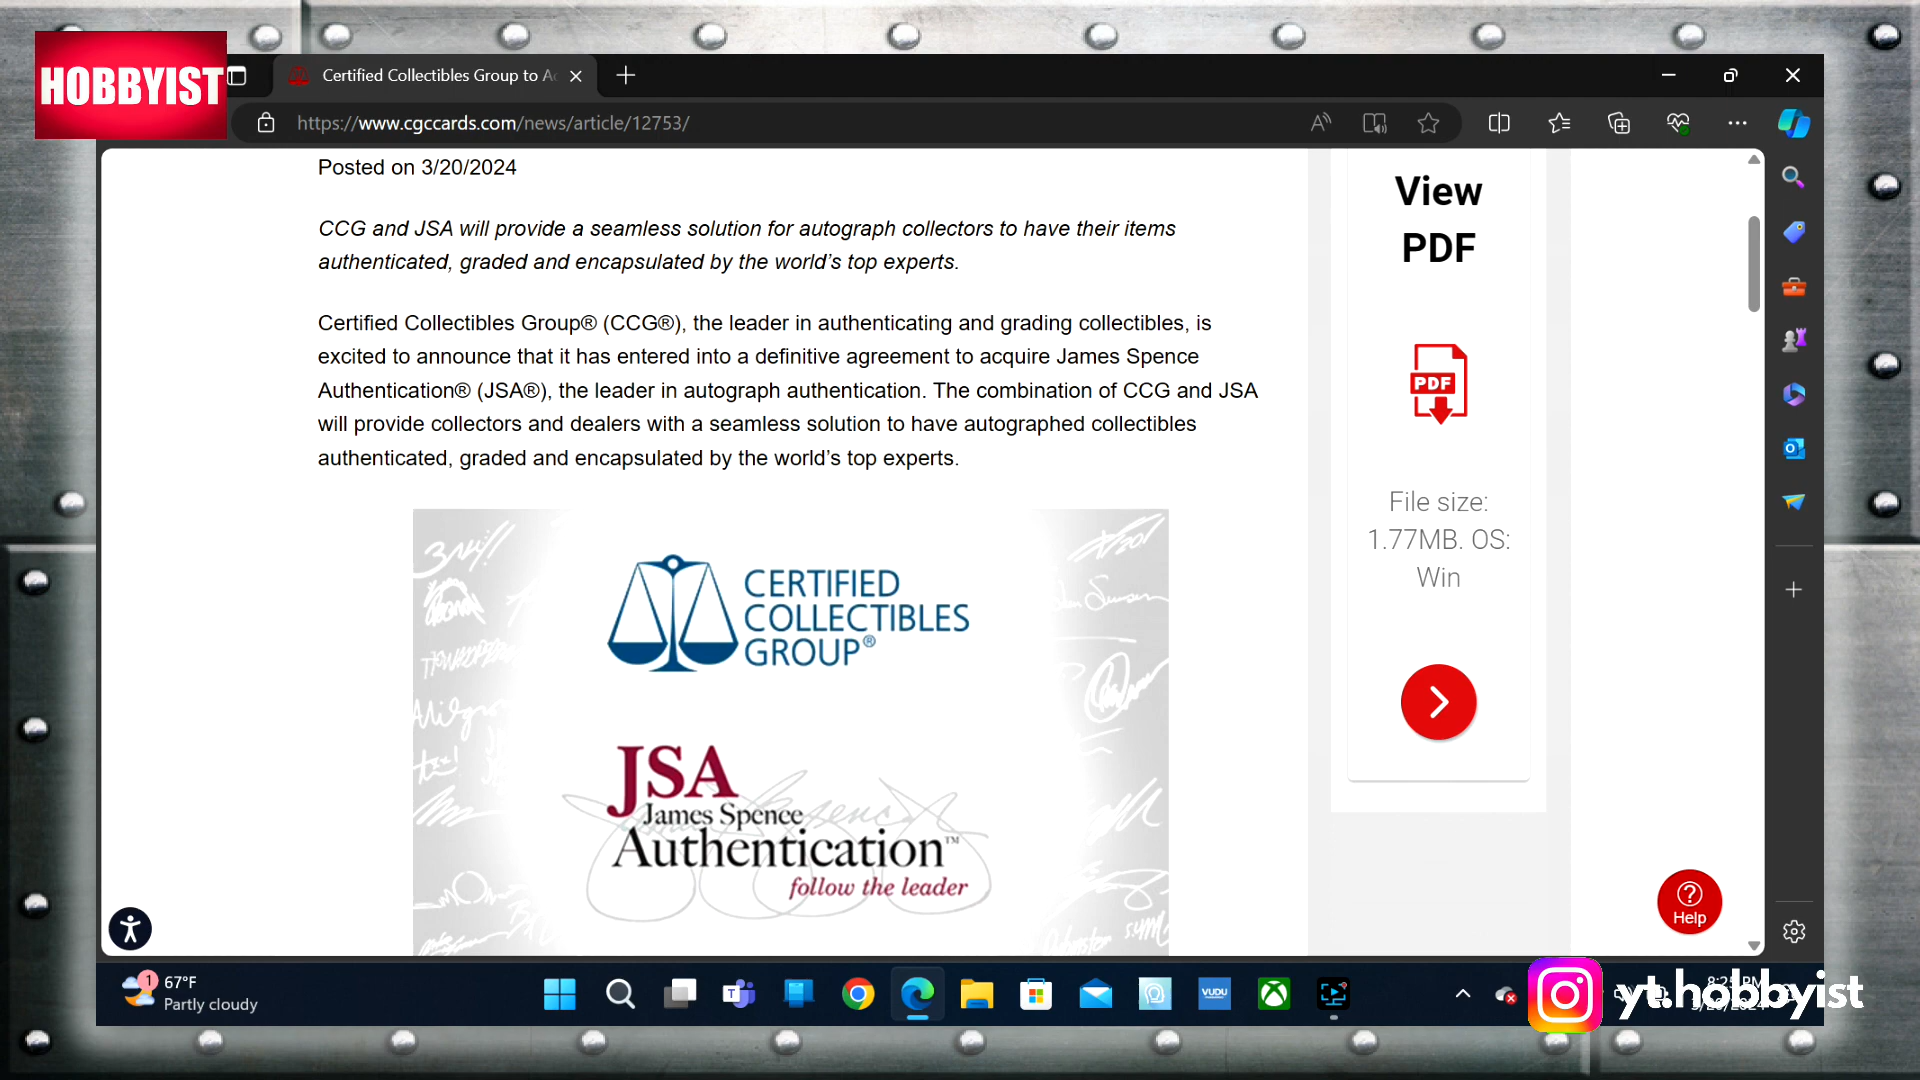 HOBBYIST
Certified Collectibles Group to Ac
https://www.cgccards.com/news/article/12753/
Posted on 3/20/2024
CCG and JSA will provide a seamless solution for autograph collectors to have their items
authenticated, graded and encapsulated by the world’s top experts.
Certified Collectibles Group® (CCG®), the leader in authenticating and grading collectibles, is
excited to announce that it has entered into a definitive agreement to acquire James Spence
Authentication® (JSA®), the leader in autograph authentication. The combination of CCG and JSA
will provide collectors and dealers with a seamless solution to have autographed collectibles
authenticated, graded and encapsulated by the world’s top experts.
CERTIFIED
COLLECTIBLES
GROUP®
JSA
James Spence
Authentication™
follow the leader
View
PDF
PDF
File size:
1.77MB. OS:
Win
Help
1
67°F
Partly cloudy
VUDU
yt.hobbyist